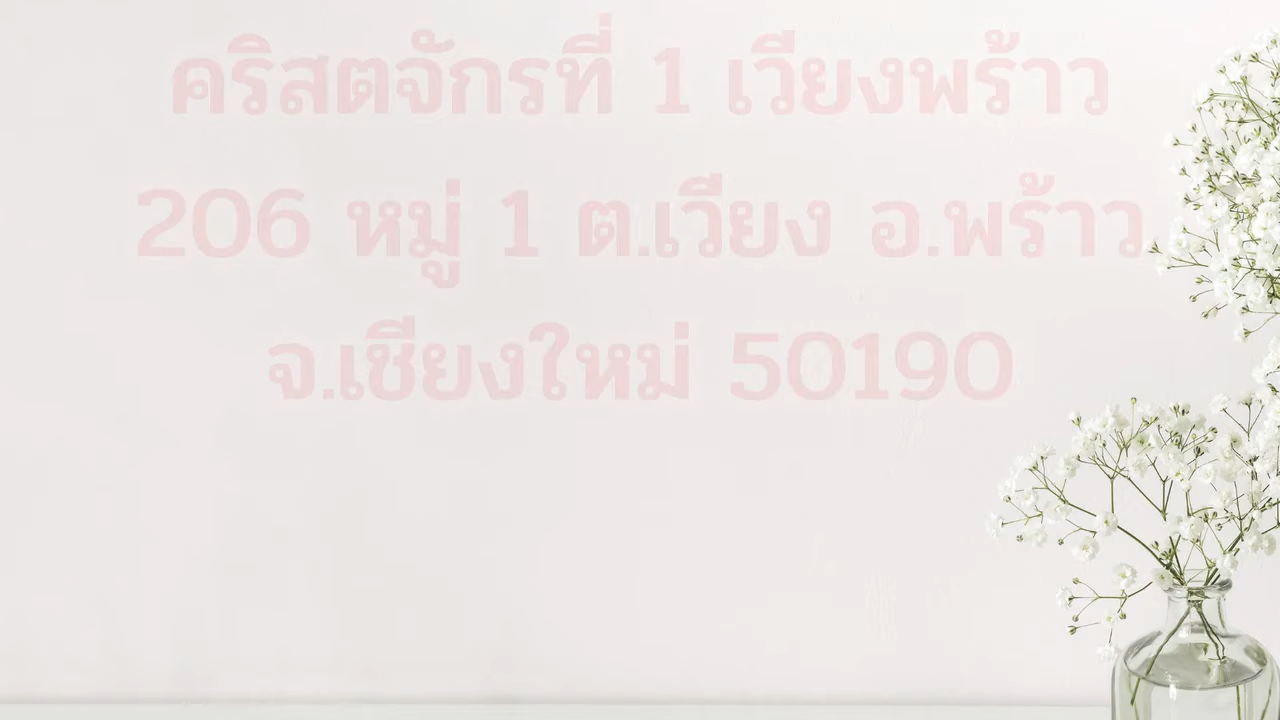 คริสตจักรที่ 1 เวียงพร้าว
206 หมู่ 1 ต.เวียง อ.พร้าว
จ.เชียงใหม่ 50190